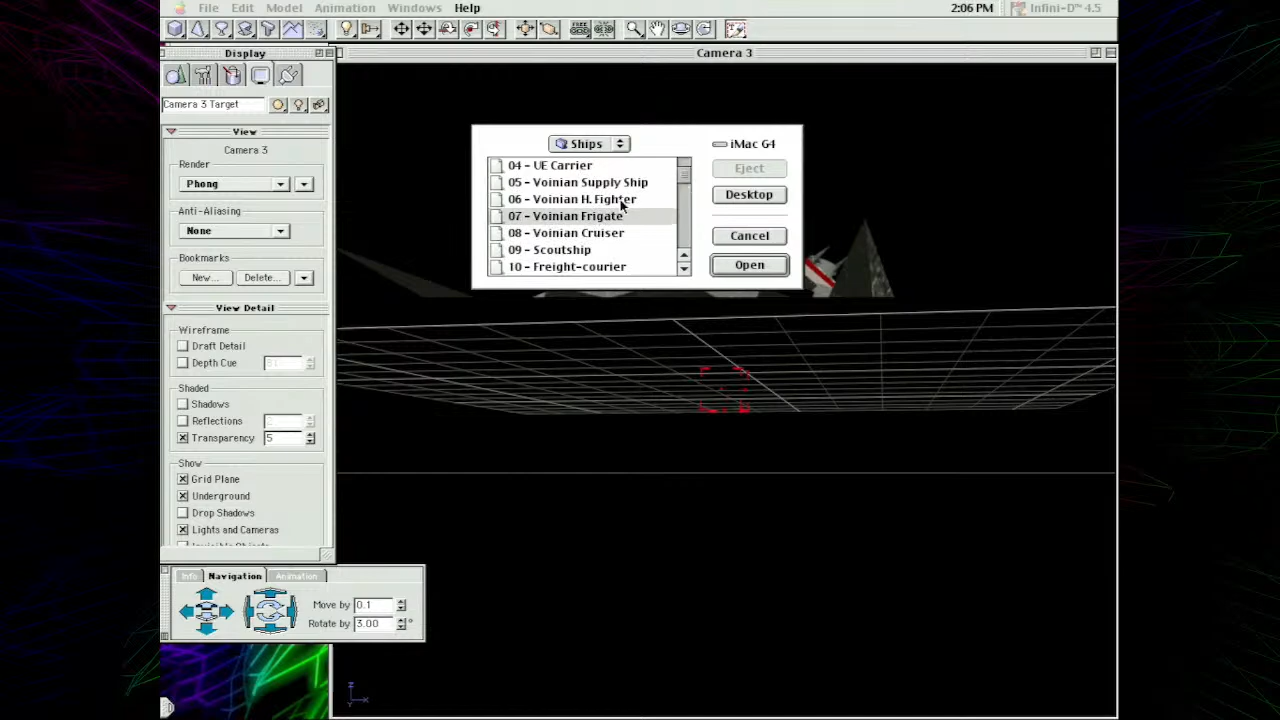 File Edit Model Animation Windows Help 2:06 PM Infini-D™ 4.5
Display
Camera 3
Camera 3 Target
View
Camera 3
Render
Phong
Anti-Aliasing
None
Bookmarks
New... Delete...
View Detail
Wireframe
Draft Detail
Depth Cue
Shaded
Shadows
Reflections
Transparency 5
Show
Grid Plane
Underground
Drop Shadows
Lights and Cameras
Ships
04 - UE Carrier
05 - Voinian Supply Ship
06 - Voinian H. Fighter
07 - Voinian Frigate
08 - Voinian Cruiser
09 - Scoutship
10 - Freight-courier
iMac G4
Eject
Desktop
Cancel
Open
Info Navigation Animation
Move by 0.1
Rotate by 3.00 °
Z
X
Y